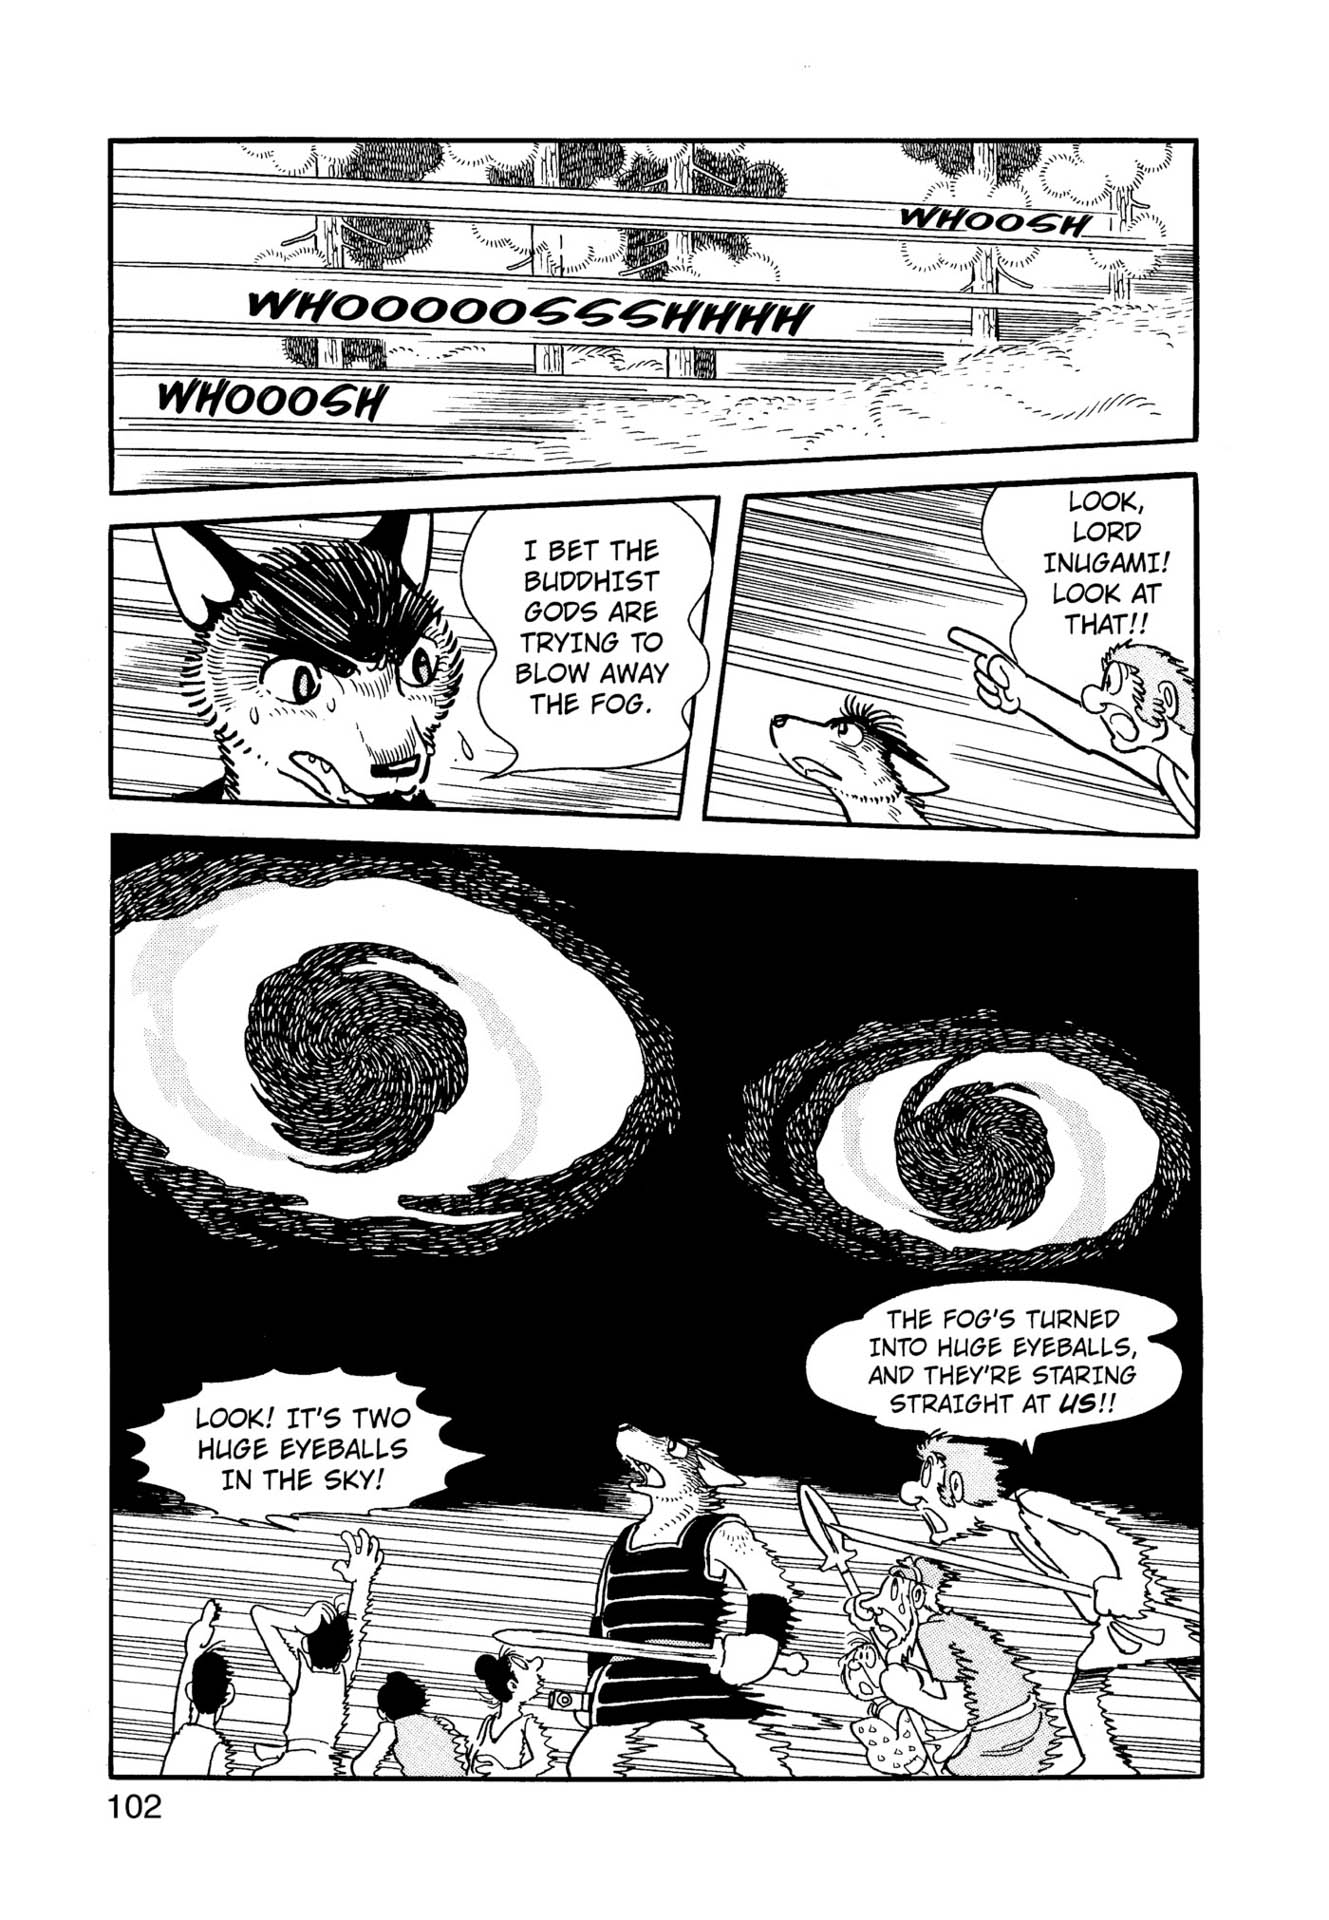 WHOOSH
WHOOOOOSSSHHHH
WHOOOSH
I BET THE
BUDDHIST
GODS ARE
TRYING TO
BLOW AWAY
THE FOG.
LOOK,
LORD
INUGAMI!
LOOK AT
THAT!!
THE FOG'S TURNED
INTO HUGE EYEBALLS,
AND THEY'RE STARING
STRAIGHT AT US!!
LOOK! IT'S TWO
HUGE EYEBALLS
IN THE SKY!
102